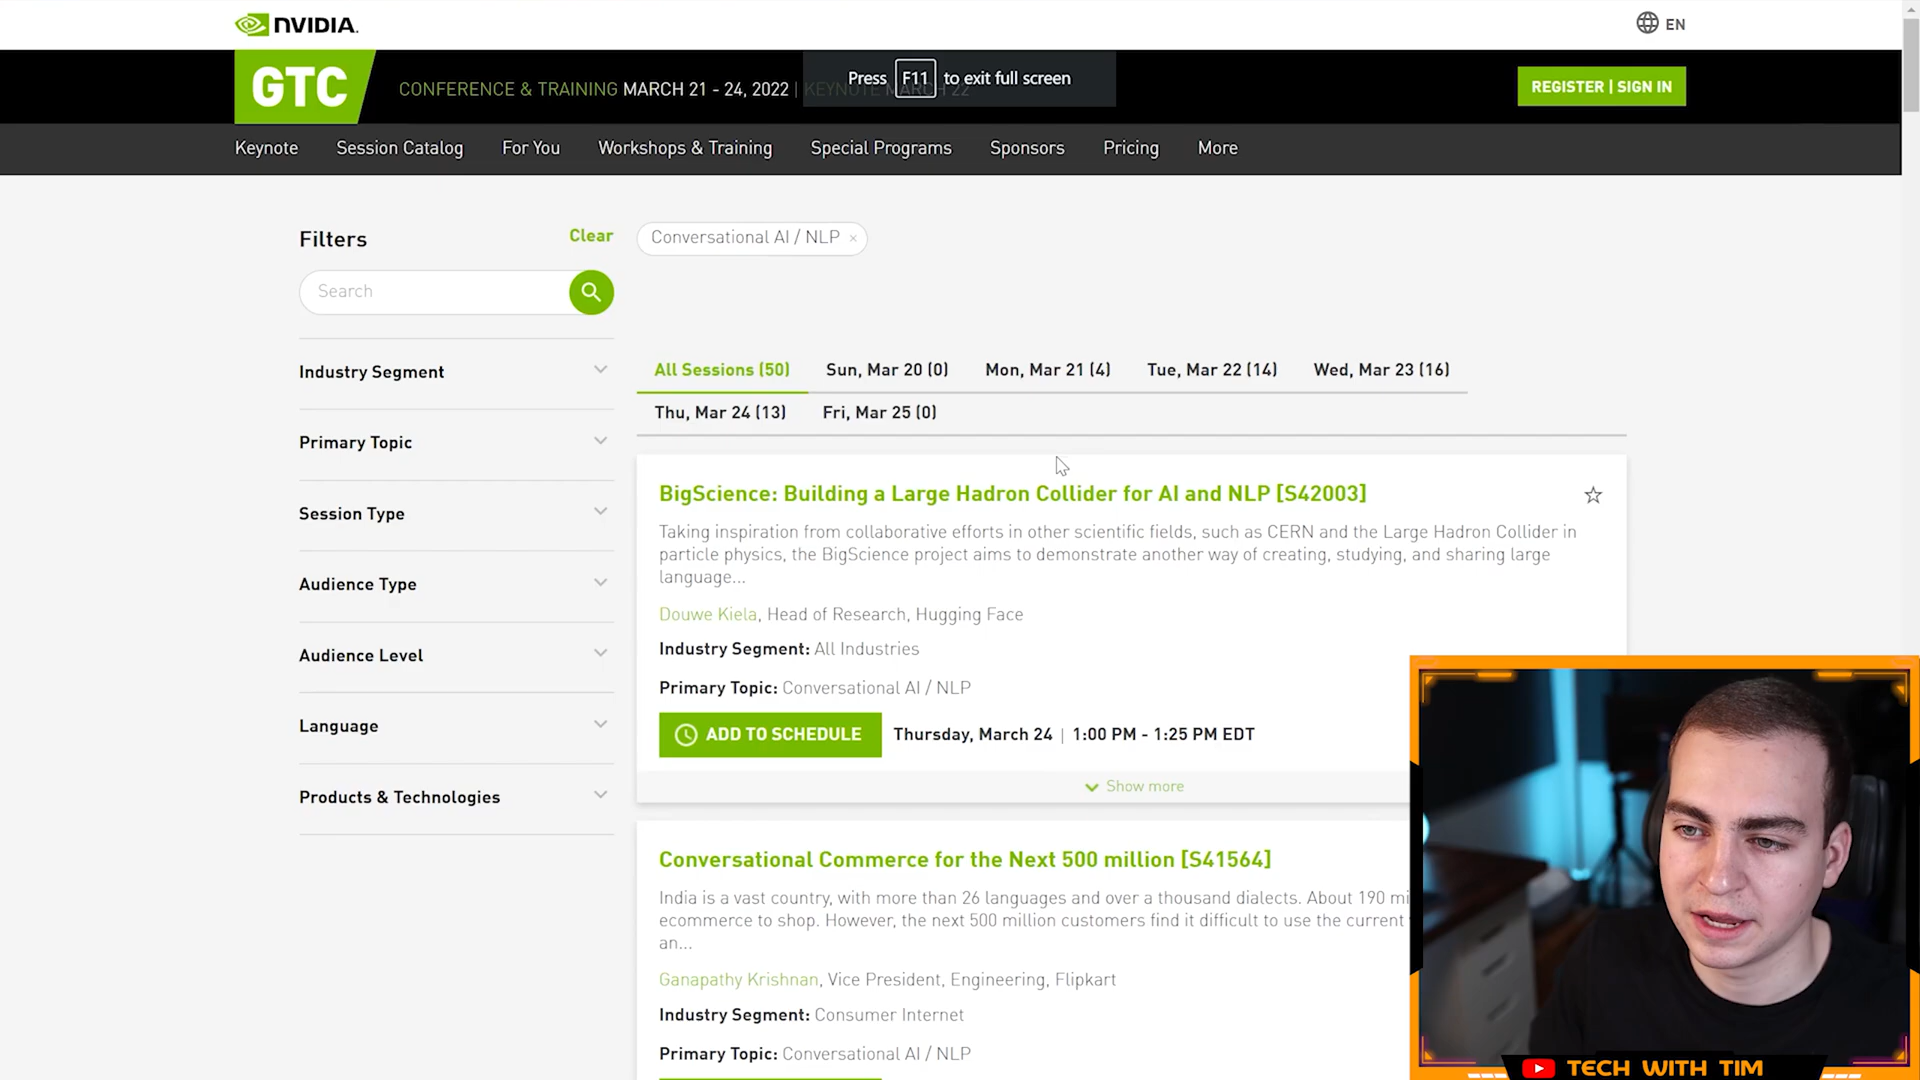 NVIDIA.
EN
GTC
CONFERENCE & TRAINING MARCH 21 - 24, 2022 | KEYNOTE MARCH 22
Press F11 to exit full screen
REGISTER | SIGN IN
Keynote
Session Catalog
For You
Workshops & Training
Special Programs
Sponsors
Pricing
More
Filters
Clear
Search
Industry Segment
Primary Topic
Session Type
Audience Type
Audience Level
Language
Products & Technologies
Conversational AI / NLP ×
All Sessions (50)
Sun, Mar 20 (0)
Mon, Mar 21 (4)
Tue, Mar 22 (14)
Wed, Mar 23 (16)
Thu, Mar 24 (13)
Fri, Mar 25 (0)
BigScience: Building a Large Hadron Collider for AI and NLP [S42003]
Taking inspiration from collaborative efforts in other scientific fields, such as CERN and the Large Hadron Collider in
particle physics, the BigScience project aims to demonstrate another way of creating, studying, and sharing large
language...
Douwe Kiela, Head of Research, Hugging Face
Industry Segment: All Industries
Primary Topic: Conversational AI / NLP
ADD TO SCHEDULE
Thursday, March 24 | 1:00 PM - 1:25 PM EDT
Show more
Conversational Commerce for the Next 500 million [S41564]
India is a vast country, with more than 26 languages and over a thousand dialects. About 190
ecommerce to shop. However, the next 500 million customers find it difficult to use the current
an...
Ganapathy Krishnan, Vice President, Engineering, Flipkart
Industry Segment: Consumer Internet
Primary Topic: Conversational AI / NLP
TECH WITH TIM